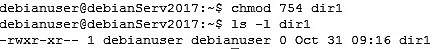 debianuser@debianServ2017:~$ chmod 754 dir1
debianuser@debianServ2017:~$ ls -l dir1
-rwxr-xr-- 1 debianuser debianuser 0 Oct 31 09:16 dir1